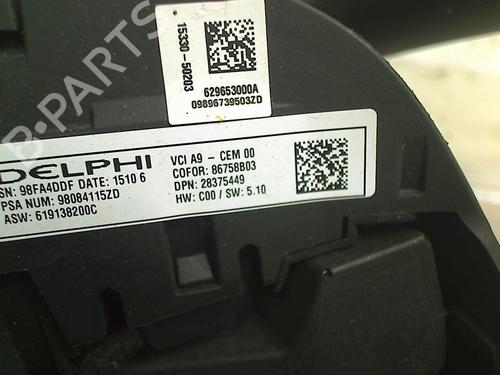 15330 - 50203
629653000A
09896739503ZD
DELPHI
SN: 98FA4DDF DATE: 1510 6
PSA NUM: 98084115ZD
ASW: 619138200C
VCI A9 - CEM 00
COFOR: 86758B03
DPN: 28375449
HW: C00 / SW: 5.10
B-PARTS